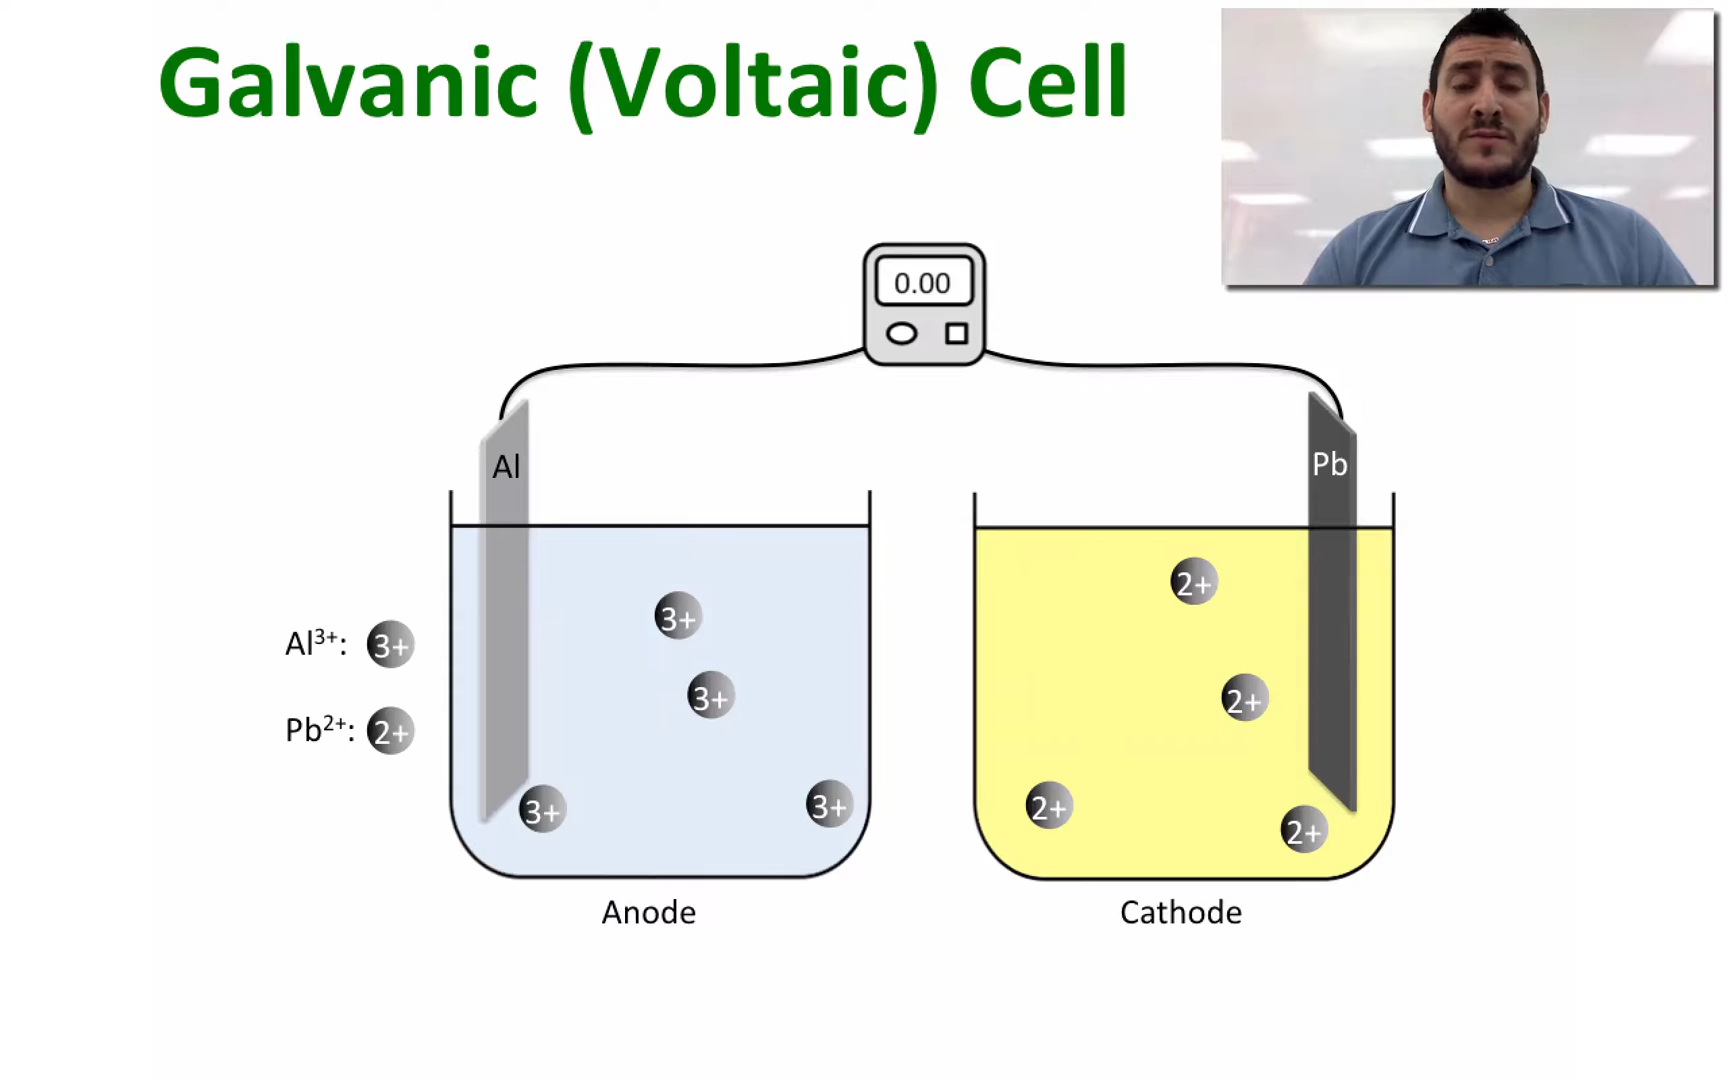 Galvanic (Voltaic) Cell
0.00
Al
Pb
2+
3+
Al³⁺: 3+
3+
2+
Pb²⁺: 2+
3+
3+
2+
2+
Anode
Cathode